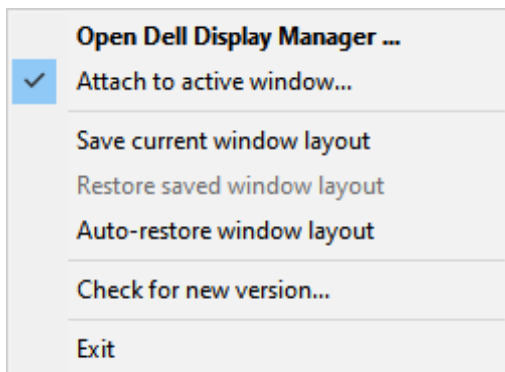 Open Dell Display Manager ...
Attach to active window...
Save current window layout
Restore saved window layout
Auto-restore window layout
Check for new version...
Exit